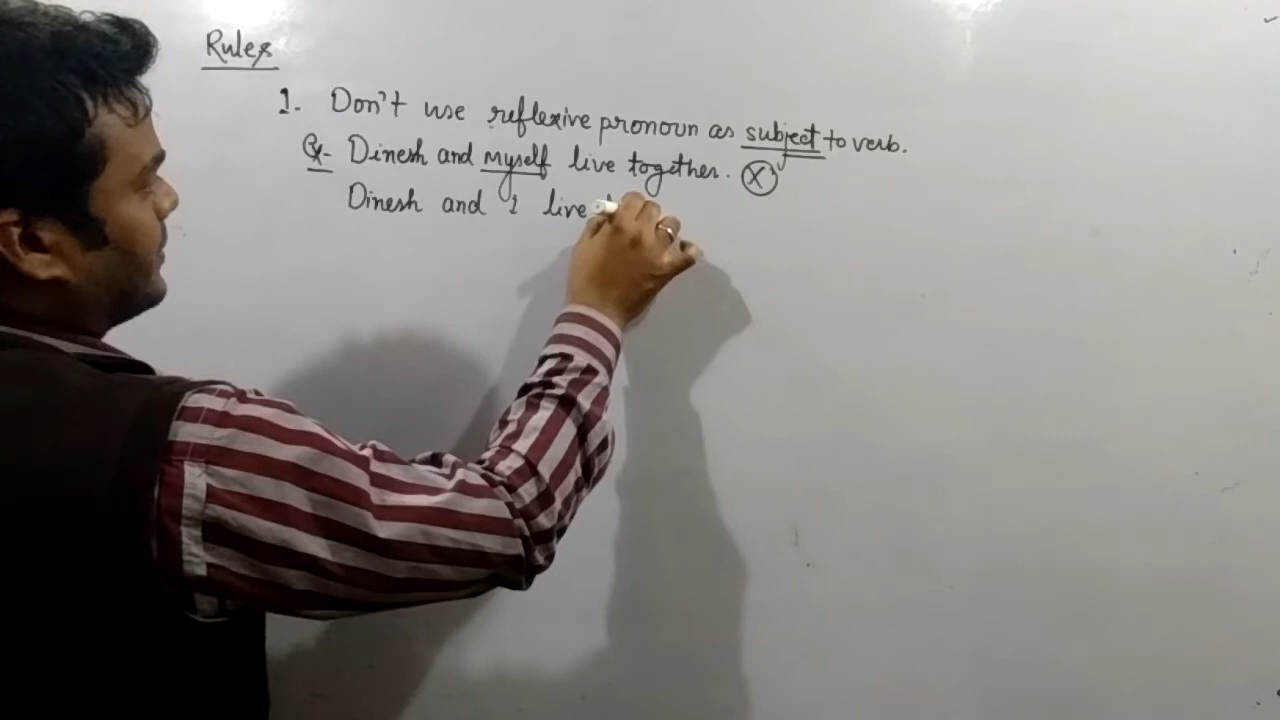 Rules
1. Don't use reflexive pronoun as subject to verb.
Ex- Dinesh and myself live together. (X)
Dinesh and I live